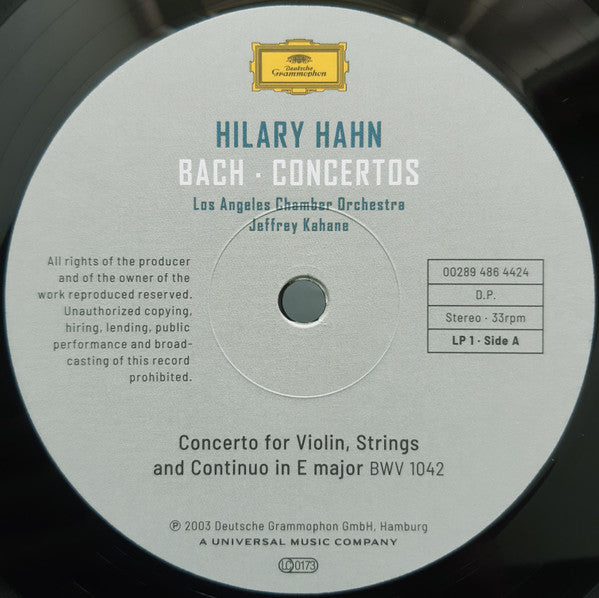 Deutsche
Grammophon
HILARY HAHN
BACH · CONCERTOS
Los Angeles Chamber Orchestra
Jeffrey Kahane
All rights of the producer
and of the owner of the
work reproduced reserved.
Unauthorized copying,
hiring, lending, public
performance and broad-
casting of this record
prohibited.
00289 486 4424
D.P.
Stereo · 33rpm
LP 1 · Side A
Concerto for Violin, Strings
and Continuo in E major BWV 1042
℗ 2003 Deutsche Grammophon GmbH, Hamburg
A UNIVERSAL MUSIC COMPANY
LC 0173